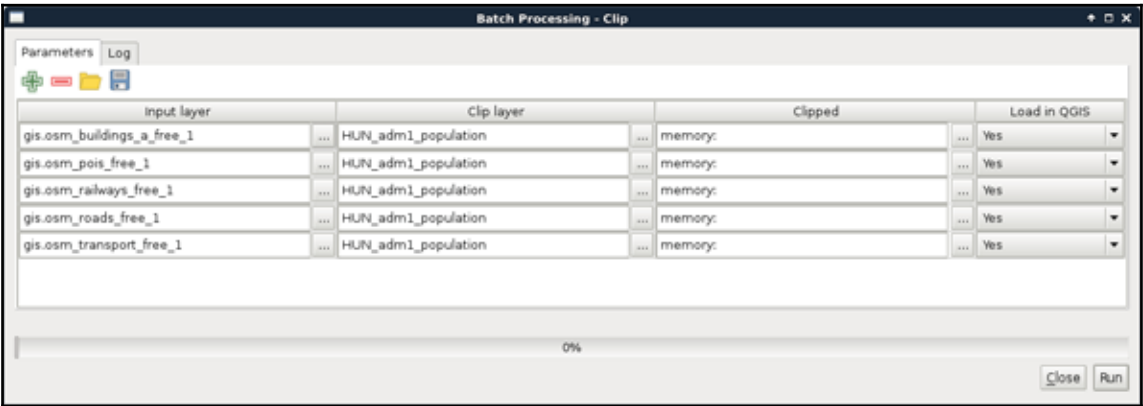 Batch Processing - Clip
Parameters Log
Input layer Clip layer Clipped Load in QGIS
gis.osm_buildings_a_free_1 ... HUN_adm1_population ... memory: ... Yes
gis.osm_pois_free_1 ... HUN_adm1_population ... memory: ... Yes
gis.osm_railways_free_1 ... HUN_adm1_population ... memory: ... Yes
gis.osm_roads_free_1 ... HUN_adm1_population ... memory: ... Yes
gis.osm_transport_free_1 ... HUN_adm1_population ... memory: ... Yes
0%
Close Run